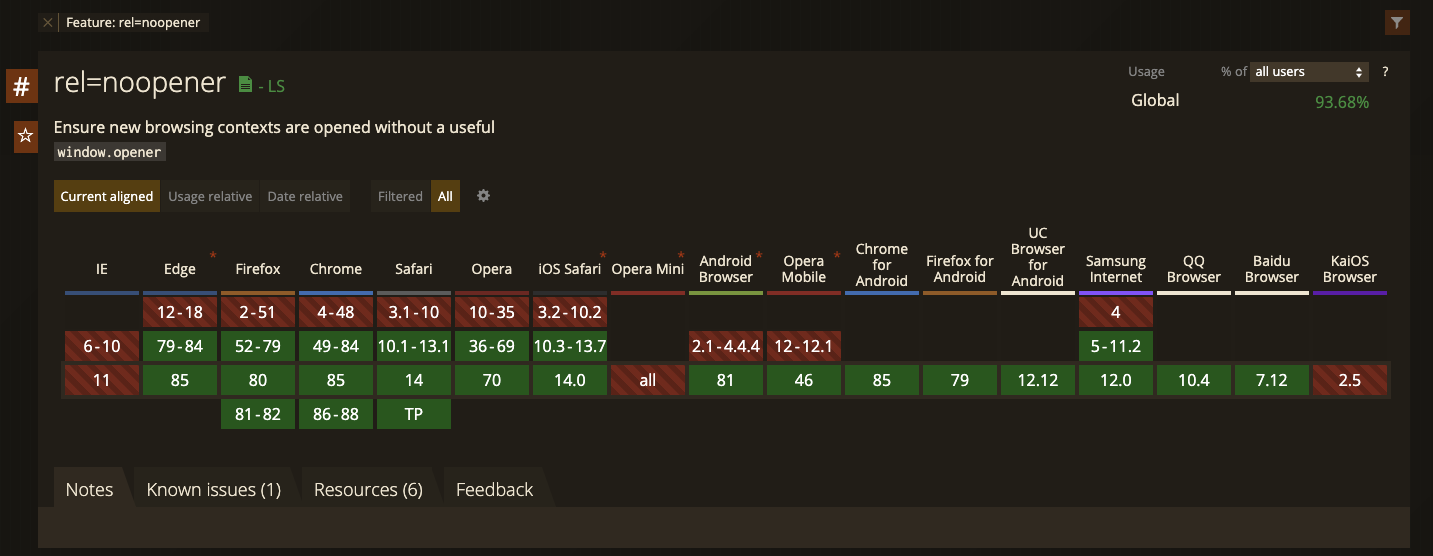 × Feature: rel=noopener
# rel=noopener - LS
Usage % of all users ?
Global 93.68%
Ensure new browsing contexts are opened without a useful
window.opener
Current aligned Usage relative Date relative Filtered All
IE Edge * Firefox Chrome Safari Opera iOS Safari * Opera Mini * Android Browser * Opera Mobile * Chrome for Android Firefox for Android UC Browser for Android Samsung Internet QQ Browser Baidu Browser KaiOS Browser
12-18 2-51 4-48 3.1-10 10-35 3.2-10.2 4
6-10 79-84 52-79 49-84 10.1-13.1 36-69 10.3-13.7 2.1-4.4.4 12-12.1 5-11.2
11 85 80 85 14 70 14.0 all 81 46 85 79 12.12 12.0 10.4 7.12 2.5
81-82 86-88 TP
Notes Known issues (1) Resources (6) Feedback